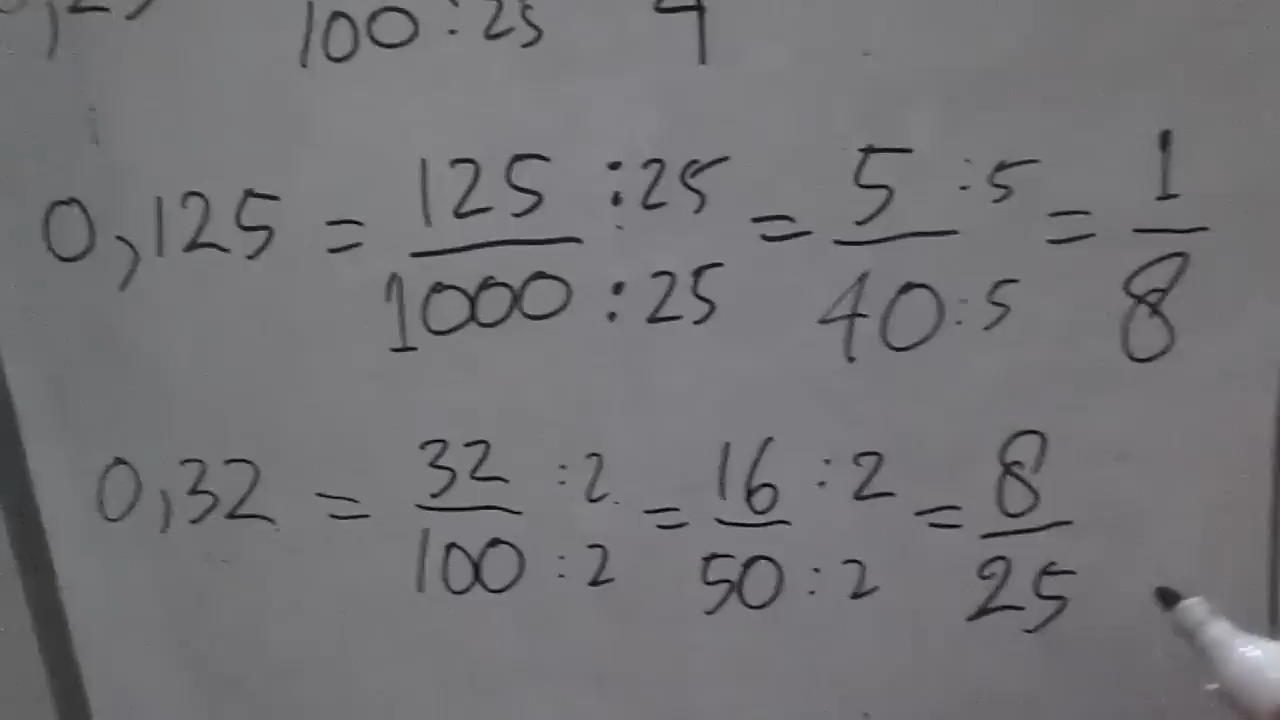 100 : 25 4
0,125 = 125 :25 / 1000 :25 = 5 :5 / 40 :5 = 1/8
0,32 = 32 :2 / 100 :2 = 16 :2 / 50 :2 = 8/25